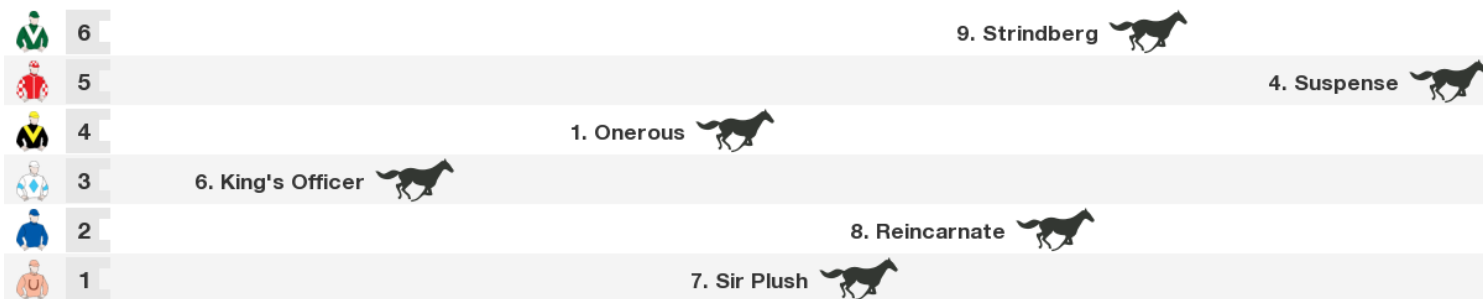 6 9. Strindberg
5 4. Suspense
4 1. Onerous
3 6. King's Officer
2 8. Reincarnate
1 7. Sir Plush